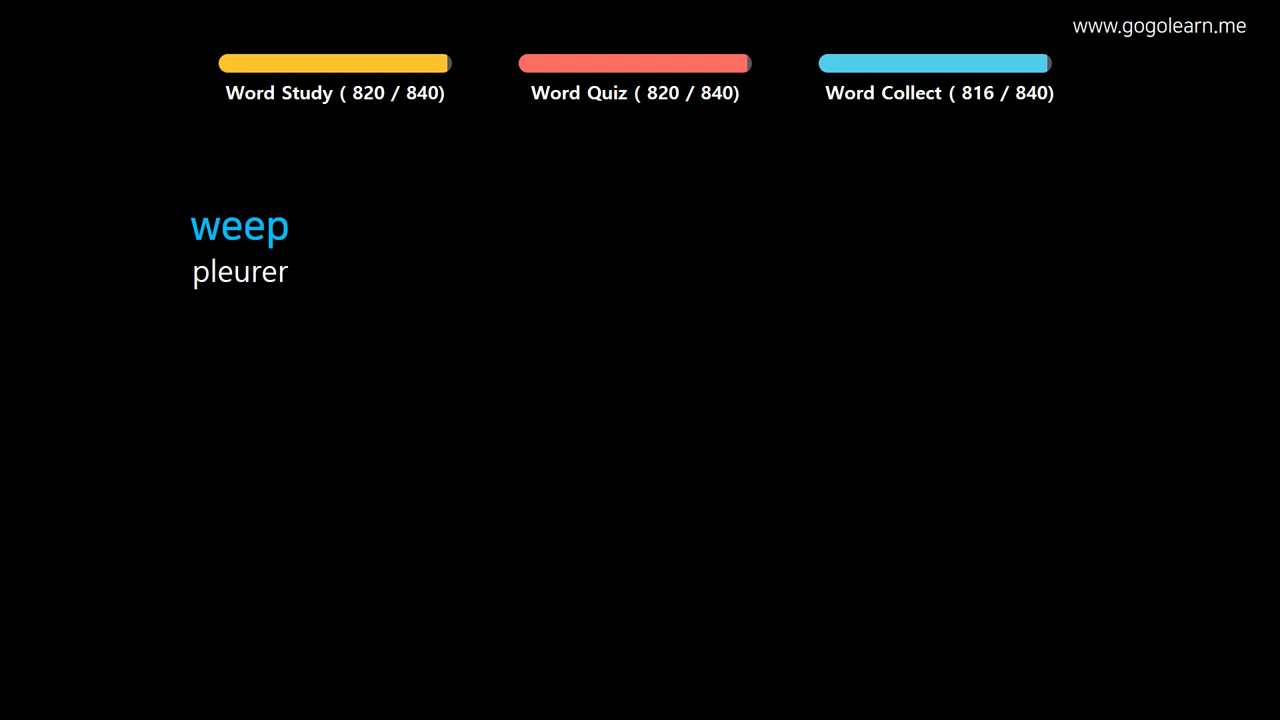 www.gogolearn.me
Word Study ( 820 / 840)
Word Quiz ( 820 / 840)
Word Collect ( 816 / 840)
weep
pleurer